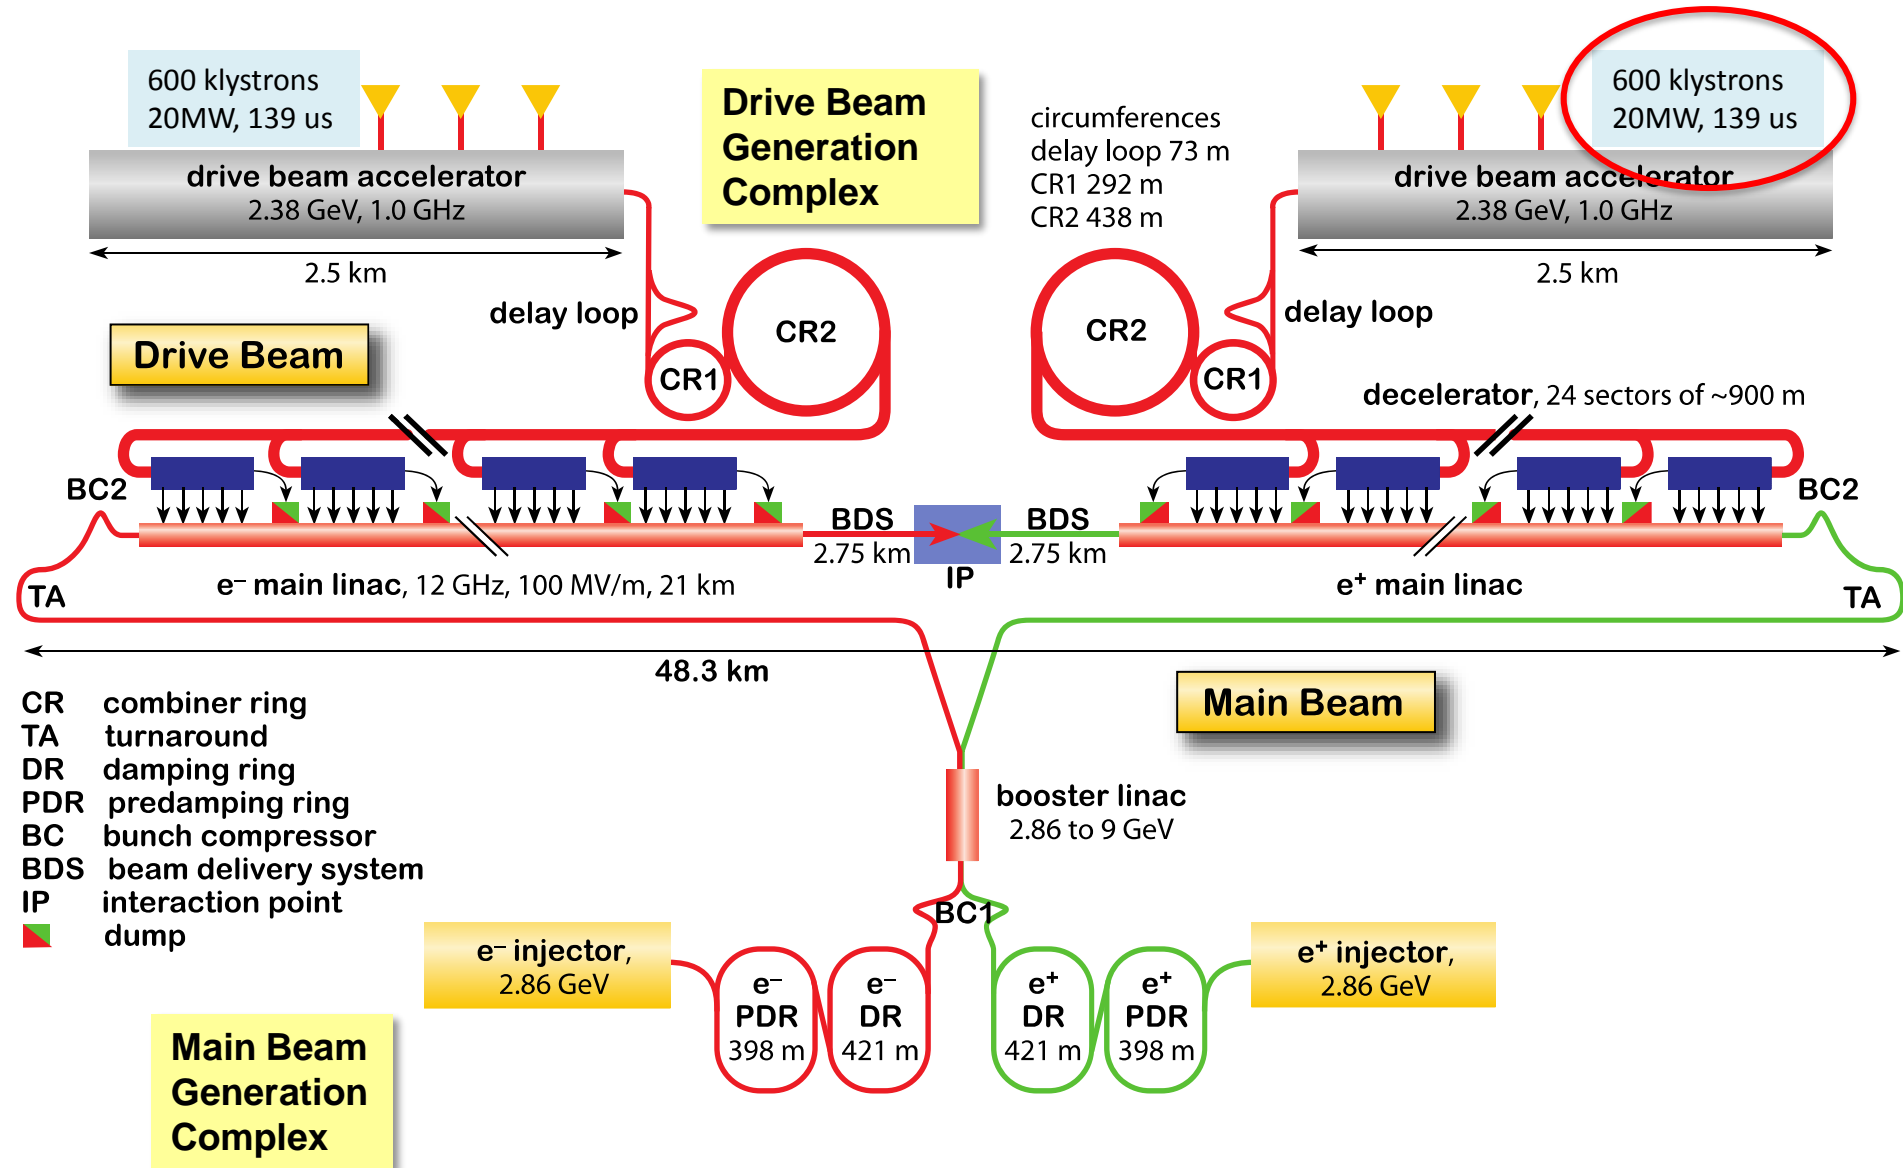 600 klystrons
20MW, 139 us
drive beam accelerator
2.38 GeV, 1.0 GHz
2.5 km
Drive Beam
Generation
Complex
circumferences
delay loop 73 m
CR1 292 m
CR2 438 m
600 klystrons
20MW, 139 us
drive beam accelerator
2.38 GeV, 1.0 GHz
2.5 km
delay loop
CR1
CR2
CR2
CR1
delay loop
Drive Beam
decelerator, 24 sectors of ~900 m
BC2
BDS
2.75 km
IP
BDS
2.75 km
BC2
TA
e– main linac, 12 GHz, 100 MV/m, 21 km
e+ main linac
TA
48.3 km
Main Beam
CR combiner ring
TA turnaround
DR damping ring
PDR predamping ring
BC bunch compressor
BDS beam delivery system
IP interaction point
dump
booster linac
2.86 to 9 GeV
BC1
e– injector,
2.86 GeV
e–
PDR
398 m
e–
DR
421 m
e+
DR
421 m
e+
PDR
398 m
e+ injector,
2.86 GeV
Main Beam
Generation
Complex